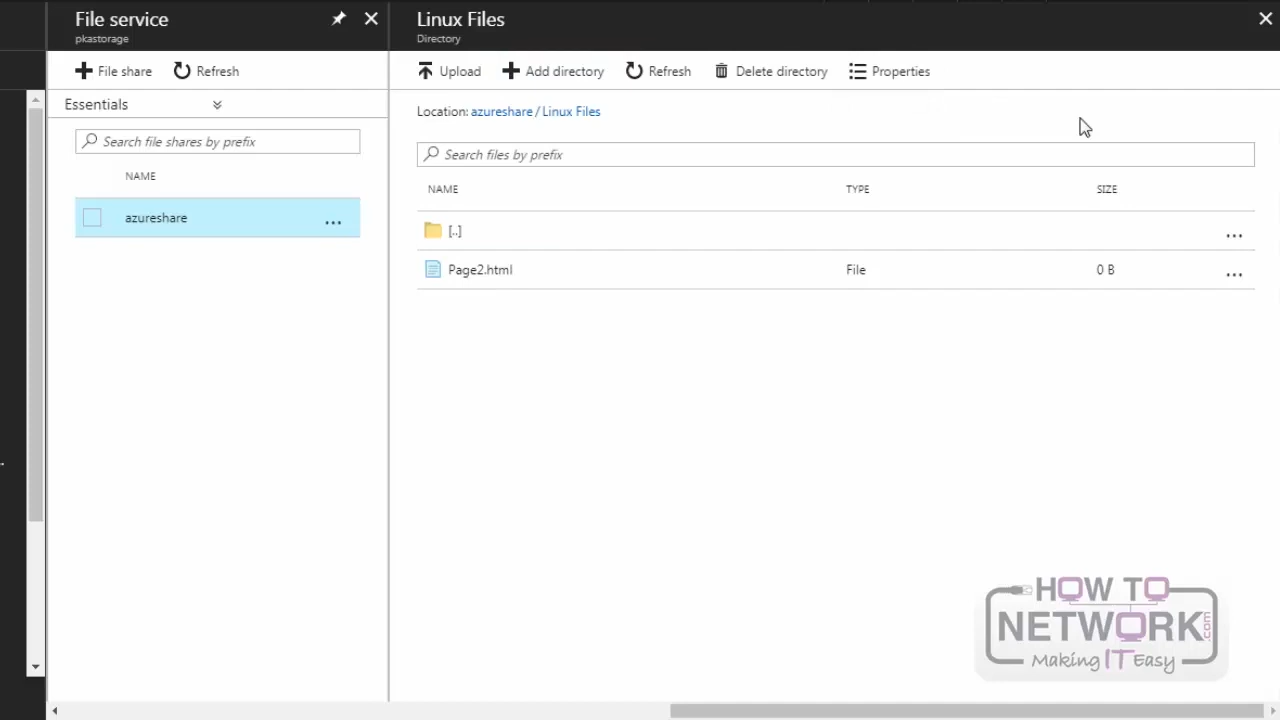 File service
pkastorage
File share
Refresh
Essentials
Search file shares by prefix
NAME
azureshare
...
Linux Files
Directory
Upload
Add directory
Refresh
Delete directory
Properties
Location: azureshare / Linux Files
Search files by prefix
NAME TYPE SIZE
[..] ...
Page2.html File 0 B ...
HOW TO
NETWORK.com
Making IT Easy